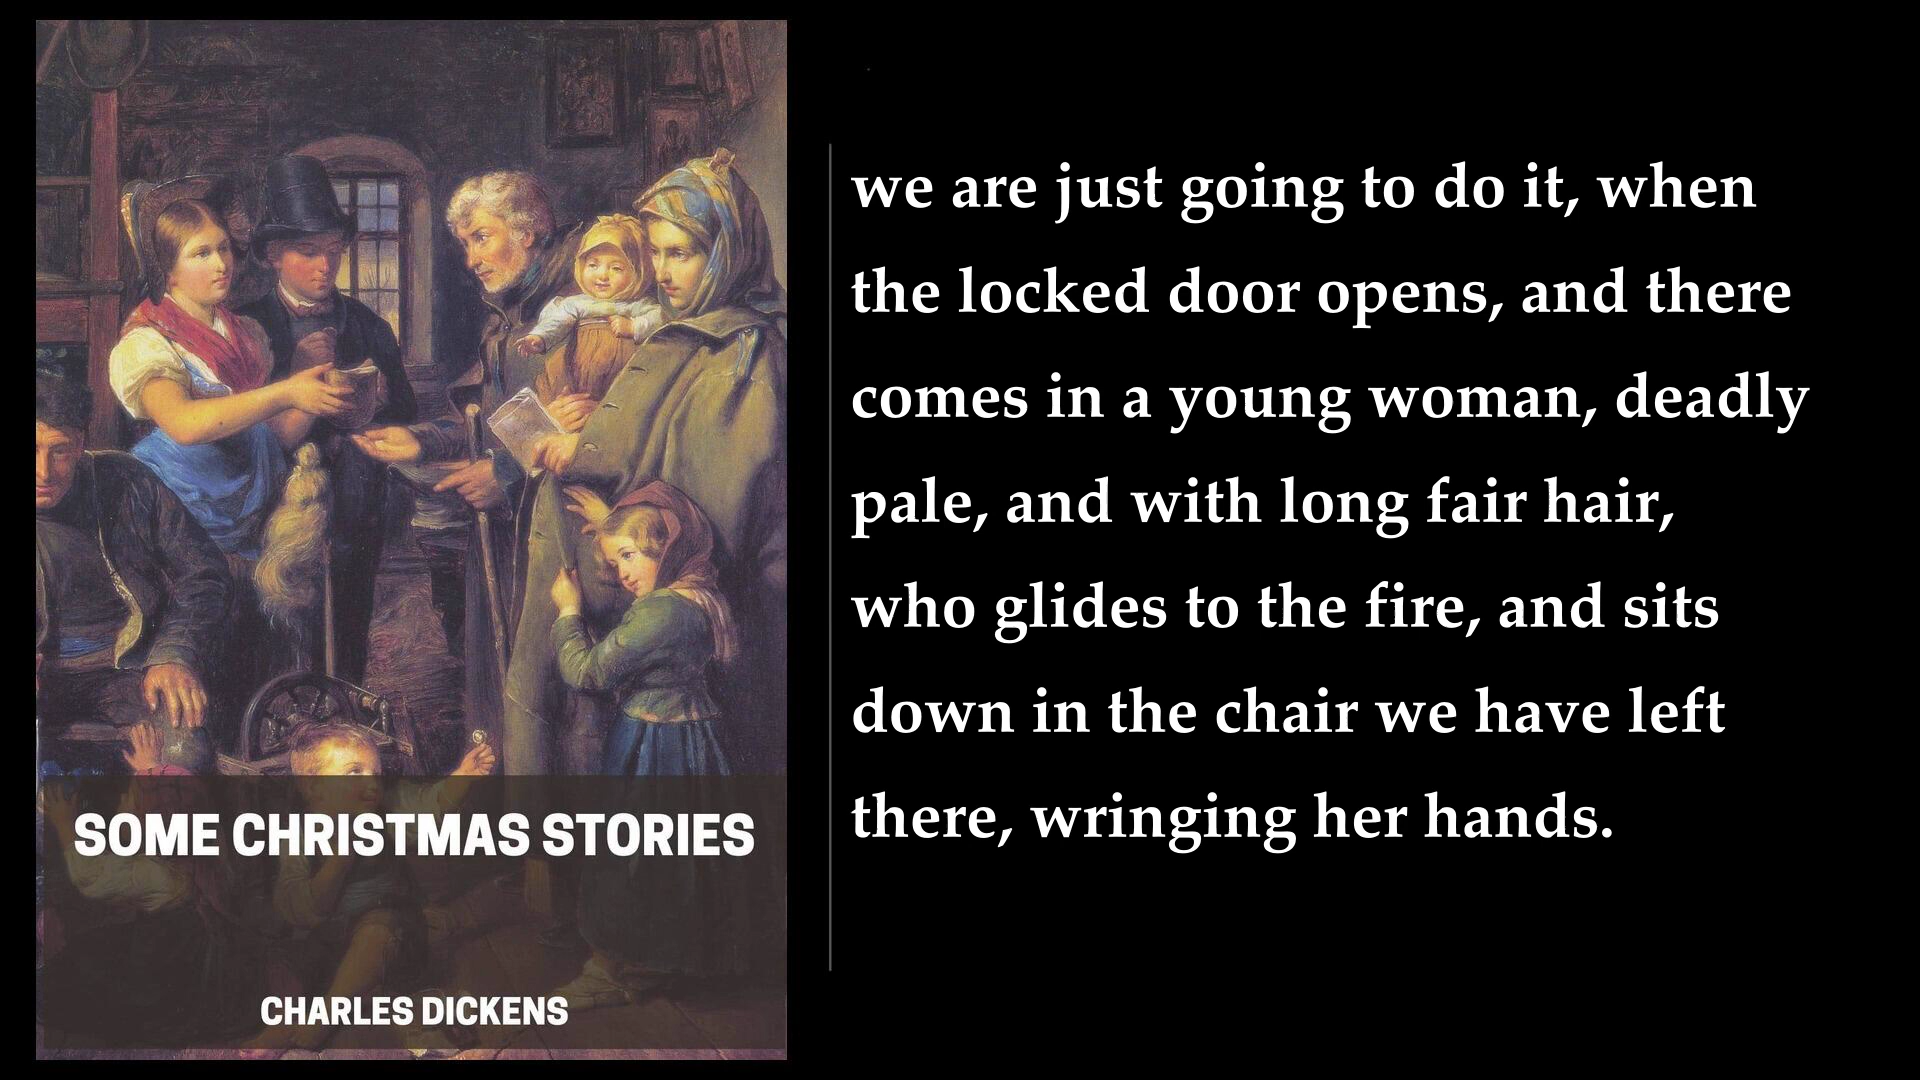 SOME CHRISTMAS STORIES
CHARLES DICKENS
we are just going to do it, when
the locked door opens, and there
comes in a young woman, deadly
pale, and with long fair hair,
who glides to the fire, and sits
down in the chair we have left
there, wringing her hands.